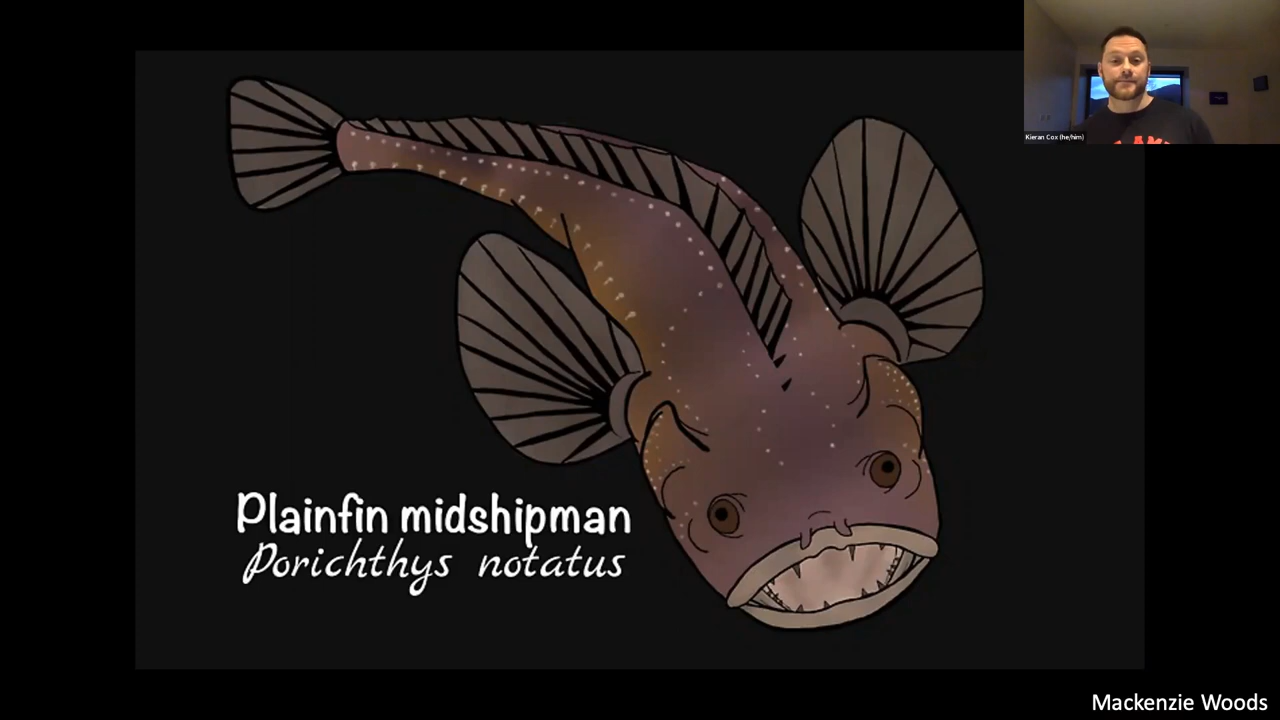 Kieran Cox (he/him)
Plainfin midshipman
Porichthys notatus
Mackenzie Woods